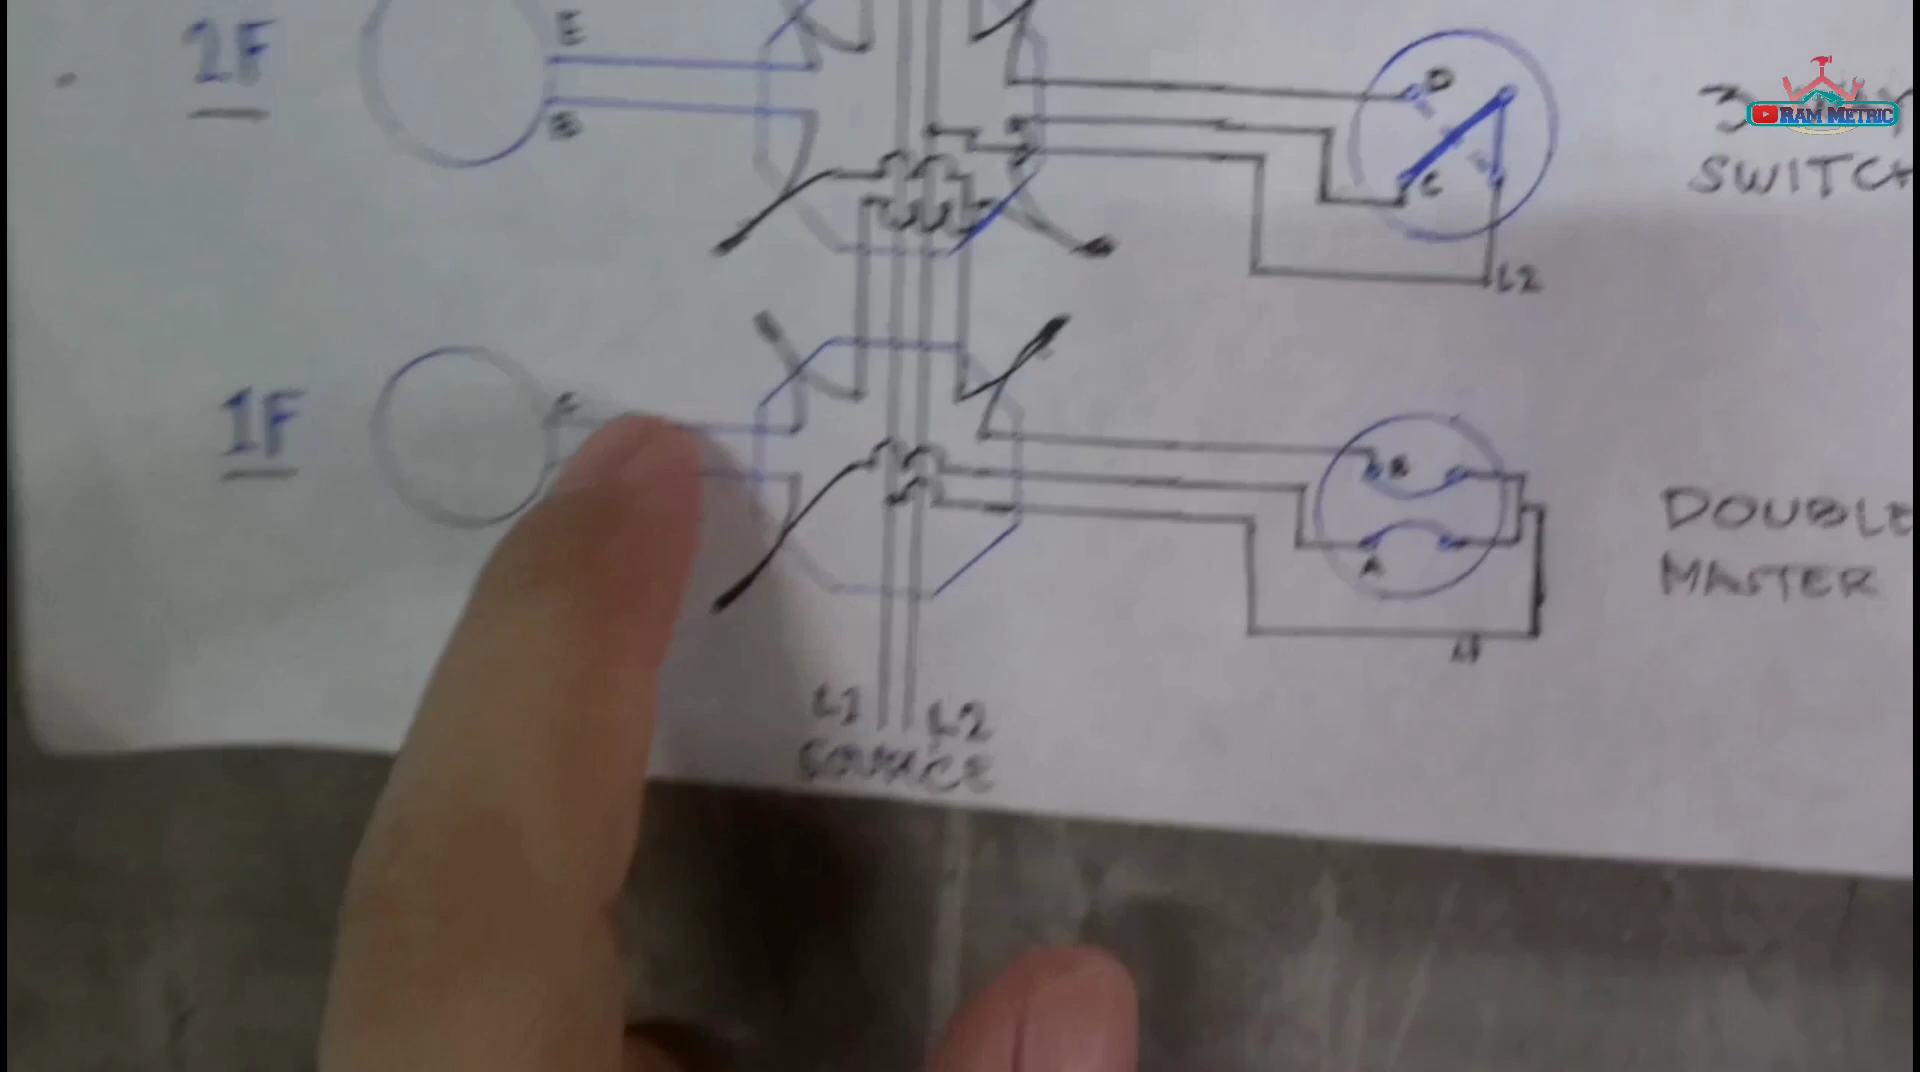 2F
E
B
D
C
L2
SWITCH
RAM METRIC
1F
B
A
DOUBLE
MASTER
L1
L2
SOURCE